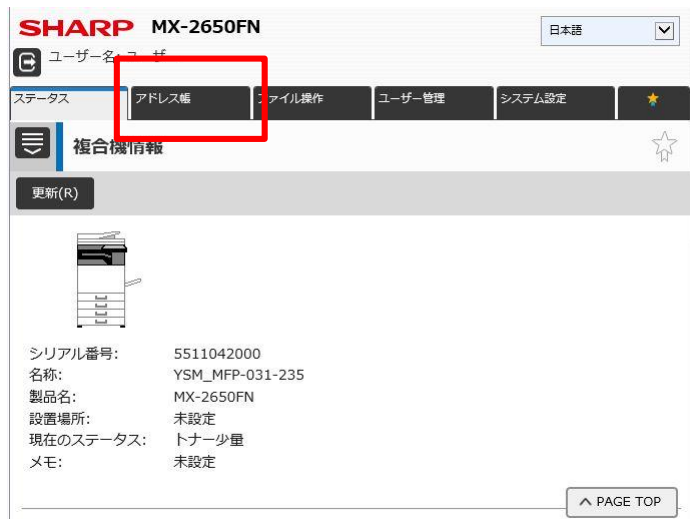 SHARP MX-2650FN
日本語
ユーザー名: ユーザ
ステータス アドレス帳 ファイル操作 ユーザー管理 システム設定
複合機情報
更新(R)
シリアル番号: 5511042000
名称: YSM_MFP-031-235
製品名: MX-2650FN
設置場所: 未設定
現在のステータス: トナー少量
メモ: 未設定
PAGE TOP